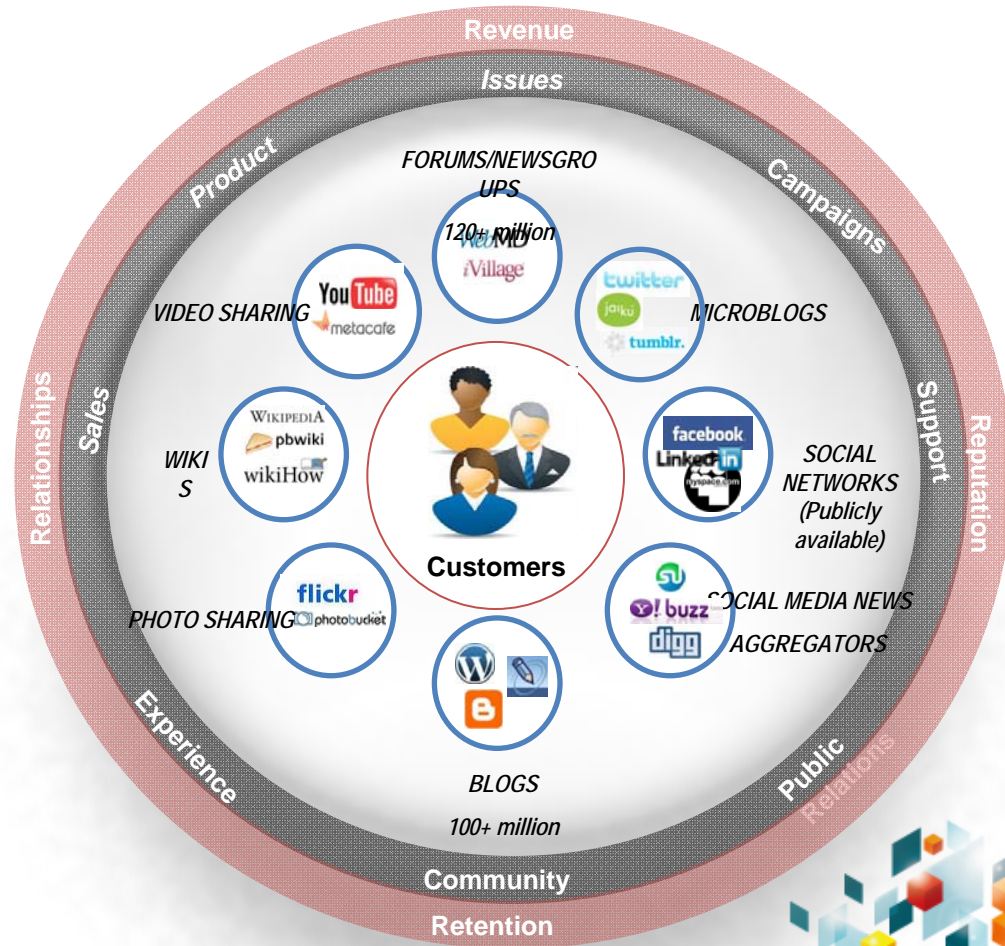 Revenue
Issues
Product
Campaigns
FORUMS/NEWSGRO
UPS
120+ million
WebMD
iVillage
VIDEO SHARING
You Tube
metacafe
twitter
jaiku
tumblr.
MICROBLOGS
Relationships
Sales
WIKI
S
WIKIPEDIA
pbwiki
wikiHow
Customers
facebook
Linked in
myspace.com
SOCIAL
NETWORKS
(Publicly
available)
Support
Reputation
PHOTO SHARING
flickr
photobucket
Y! buzz
digg
SOCIAL MEDIA NEWS
AGGREGATORS
Experience
BLOGS
100+ million
Public
Relations
Community
Retention